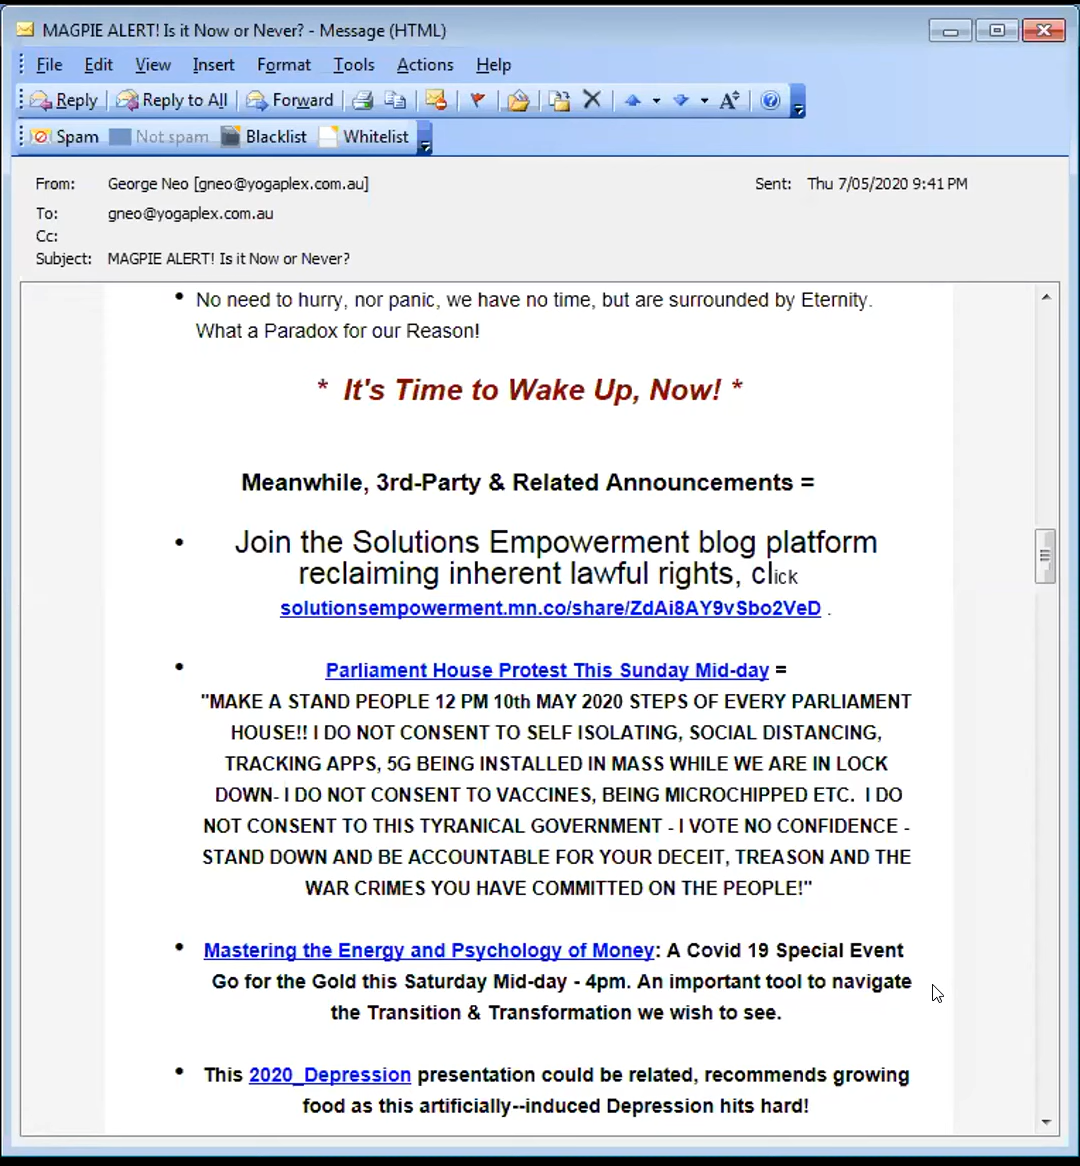 MAGPIE ALERT! Is it Now or Never? - Message (HTML)
File Edit View Insert Format Tools Actions Help
Reply Reply to All Forward
Spam Not spam Blacklist Whitelist
From: George Neo [gneo@yogaplex.com.au] Sent: Thu 7/05/2020 9:41 PM
To: gneo@yogaplex.com.au
Cc:
Subject: MAGPIE ALERT! Is it Now or Never?
• No need to hurry, nor panic, we have no time, but are surrounded by Eternity.
What a Paradox for our Reason!
* It's Time to Wake Up, Now! *
Meanwhile, 3rd-Party & Related Announcements =
• Join the Solutions Empowerment blog platform
reclaiming inherent lawful rights, click
solutionsempowerment.mn.co/share/ZdAi8AY9vSbo2VeD .
• Parliament House Protest This Sunday Mid-day =
"MAKE A STAND PEOPLE 12 PM 10th MAY 2020 STEPS OF EVERY PARLIAMENT
HOUSE!! I DO NOT CONSENT TO SELF ISOLATING, SOCIAL DISTANCING,
TRACKING APPS, 5G BEING INSTALLED IN MASS WHILE WE ARE IN LOCK
DOWN- I DO NOT CONSENT TO VACCINES, BEING MICROCHIPPED ETC. I DO
NOT CONSENT TO THIS TYRANICAL GOVERNMENT - I VOTE NO CONFIDENCE -
STAND DOWN AND BE ACCOUNTABLE FOR YOUR DECEIT, TREASON AND THE
WAR CRIMES YOU HAVE COMMITTED ON THE PEOPLE!"
• Mastering the Energy and Psychology of Money: A Covid 19 Special Event
Go for the Gold this Saturday Mid-day - 4pm. An important tool to navigate
the Transition & Transformation we wish to see.
• This 2020_Depression presentation could be related, recommends growing
food as this artificially--induced Depression hits hard!